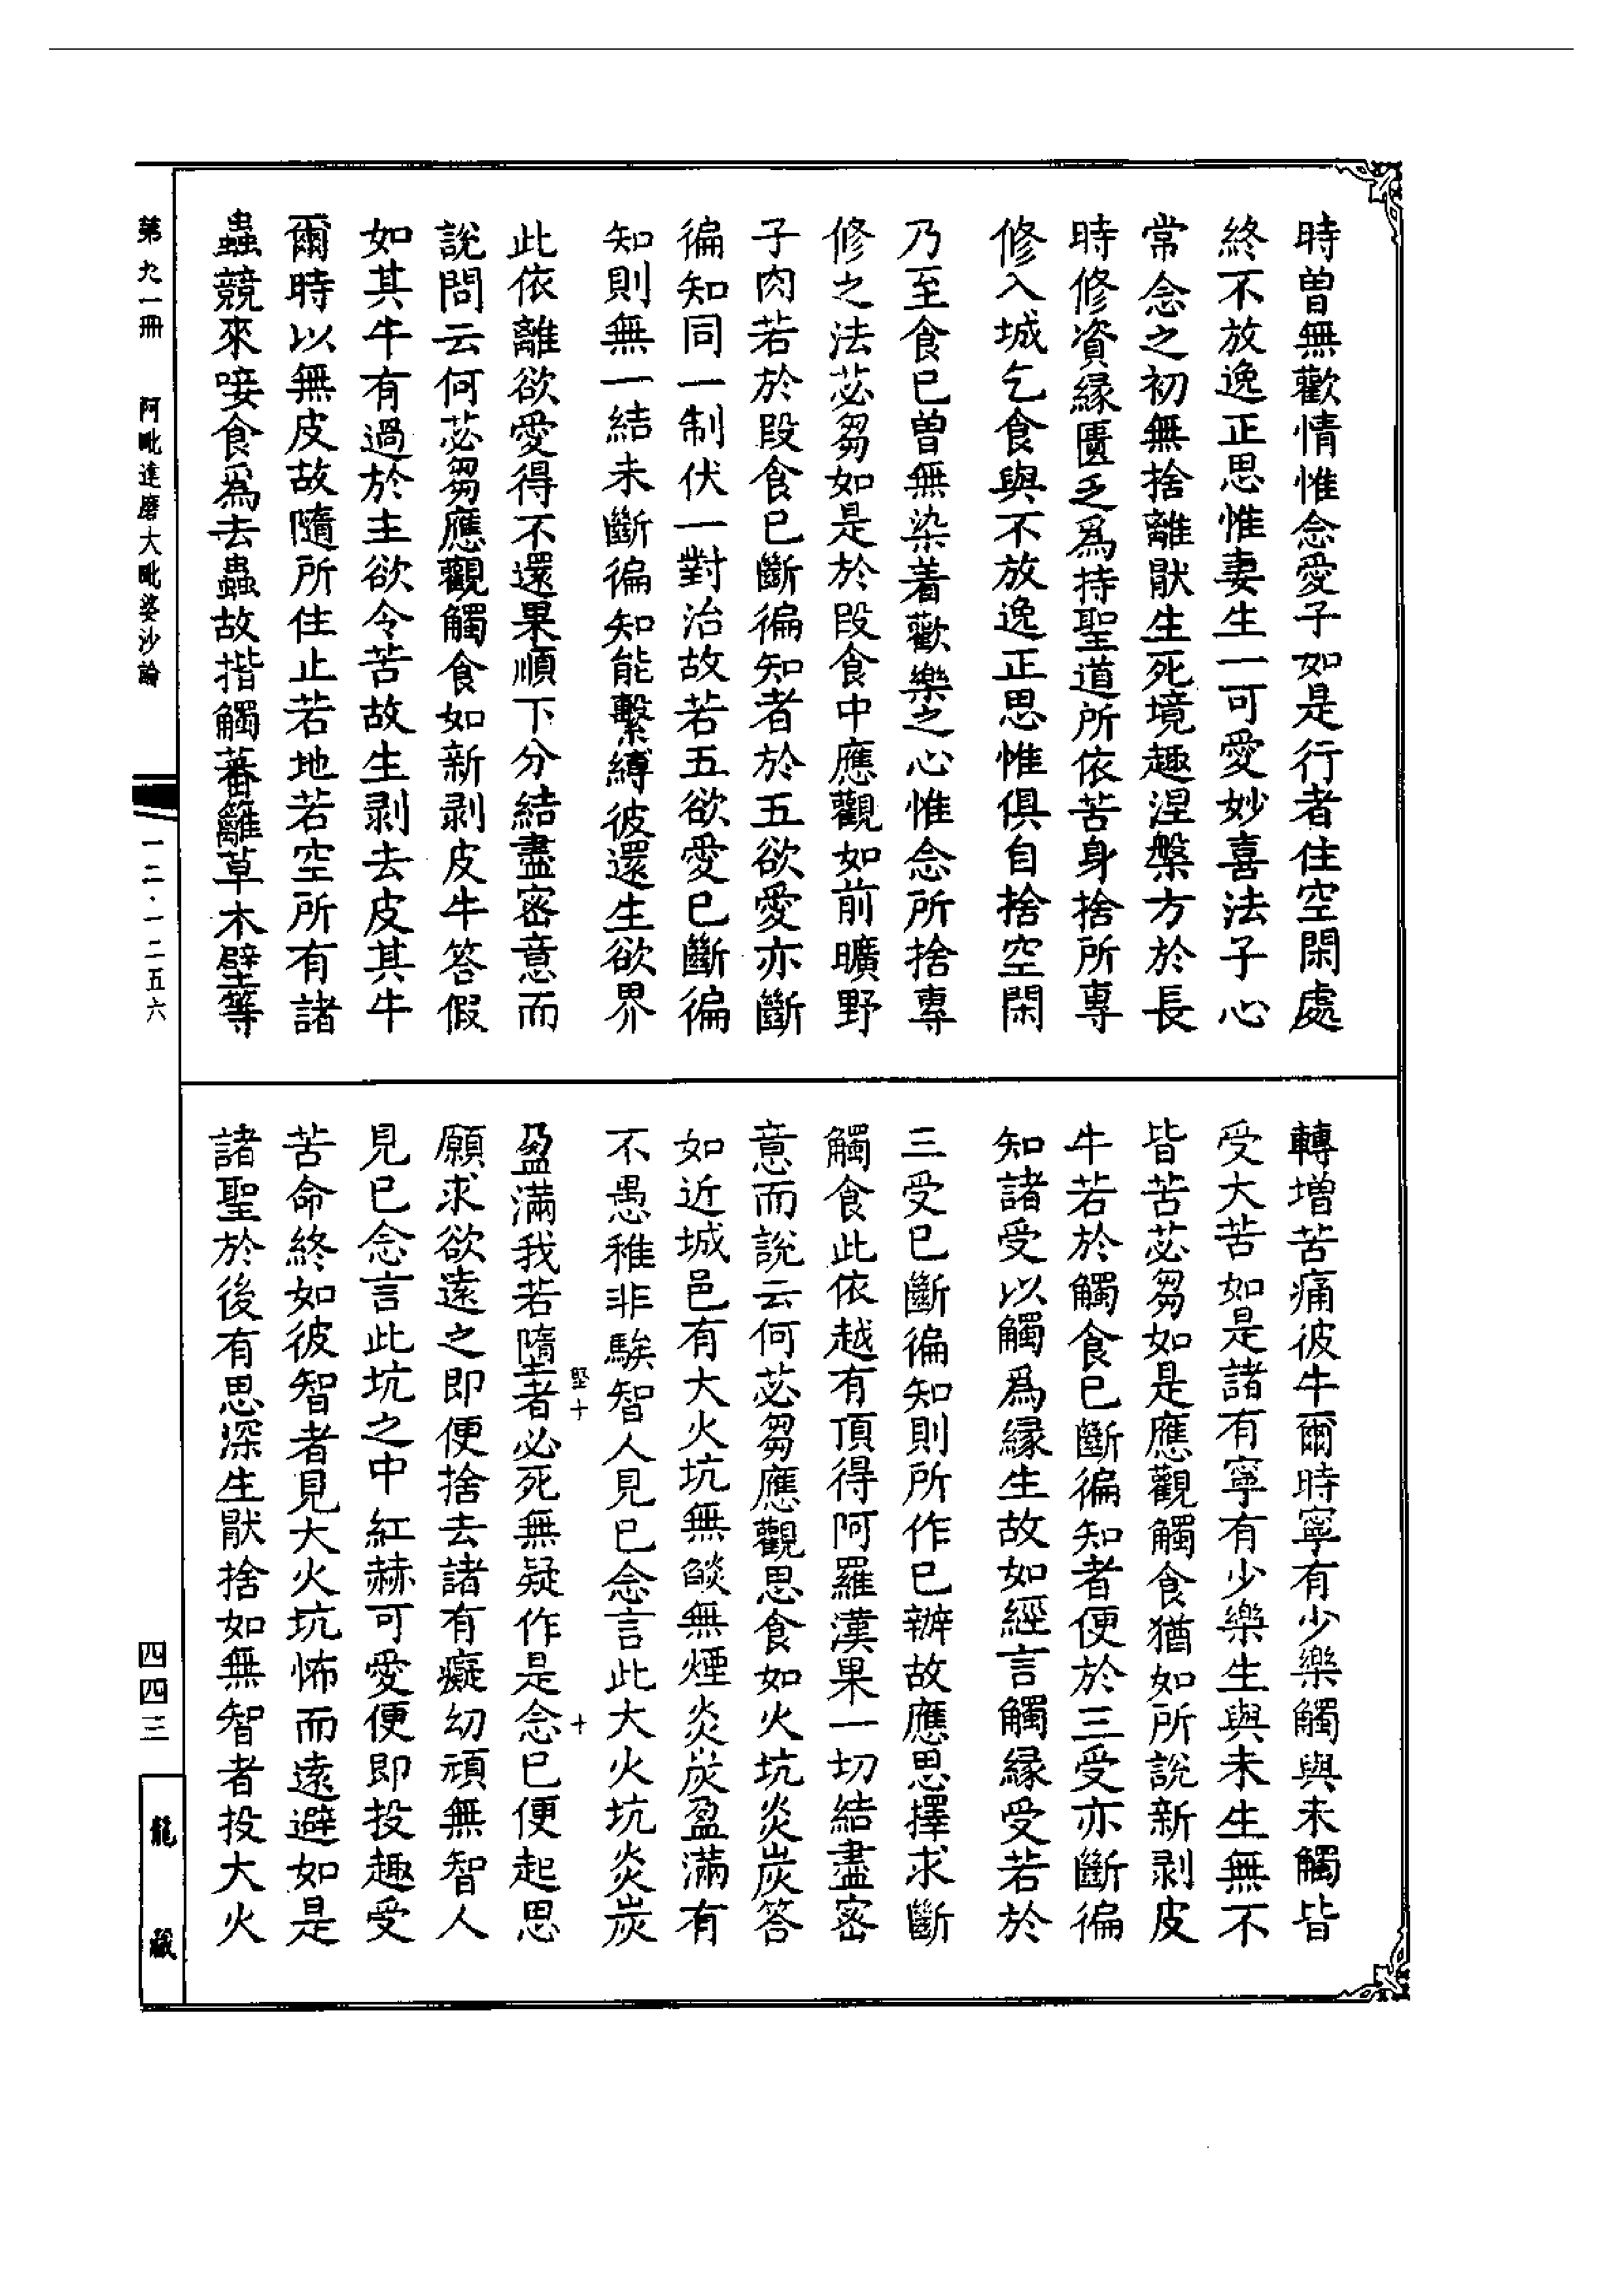 時曾無歡情惟念愛子如是行者住空閑處
終不放逸正思惟妻生一可愛妙喜法子心
常念之初無捨離猒生死境趣涅槃方於長
時修資緣匱乏爲持聖道所依苦身捨所專
修入城乞食與不放逸正思惟俱自捨空閑
乃至食已曾無染着歡樂之心惟念所捨專
修之法苾芻如是於段食中應觀如前曠野
子肉若於段食已斷徧知者於五欲愛亦斷
徧知同一制伏一對治故若五欲愛已斷徧
知則無一結未斷徧知能繫縛彼還生欲界
此依離欲愛得不還果順下分結盡密意而
說問云何苾芻應觀觸食如新剥皮牛答假
如其牛有過於主欲令苦故生剥去皮其牛
爾時以無皮故隨所住止若地若空所有諸
蟲競來唼食爲去蟲故揩觸蕃籬草木壁等
轉增苦痛彼牛爾時寧有少樂觸與未觸皆
受大苦如是諸有寧有少樂生與未生無不
皆苦苾芻如是應觀觸食猶如所說新剥皮
牛若於觸食已斷徧知者便於三受亦斷徧
知諸受以觸爲緣生故如經言觸緣受若於
三受已斷徧知則所作已辦故應思擇求斷
觸食此依越有頂得阿羅漢果一切結盡密
意而說云何苾芻應觀思食如火坑炎炭答
如近城邑有大火坑無燄無煙炎炭盈滿有
不愚稚非騃智人見已念言此大火坑炎炭
盈滿我若墮者必死無疑作是念已便起思
願求欲遠之即便捨去諸有癡幼頑無智人
見已念言此坑之中紅赫可愛便即投趣受
苦命終如彼智者見大火坑怖而遠避如是
諸聖於後有思深生猒捨如無智者投大火
堅十
十
第九一冊
阿毗達磨大毗婆沙論
一二·一二五六
四四三
龍藏